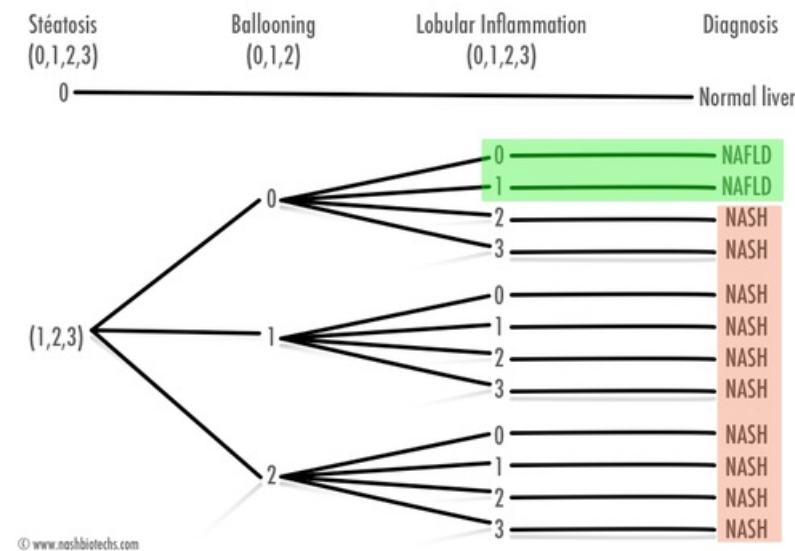 Stéatosis Ballooning Lobular Inflammation Diagnosis
(0,1,2,3) (0,1,2) (0,1,2,3)
0 Normal liver
0 NAFLD
1 NAFLD
0
2 NASH
3 NASH
0 NASH
1 NASH
(1,2,3) 1
2 NASH
3 NASH
0 NASH
1 NASH
2
2 NASH
3 NASH
© www.nashbiotechs.com